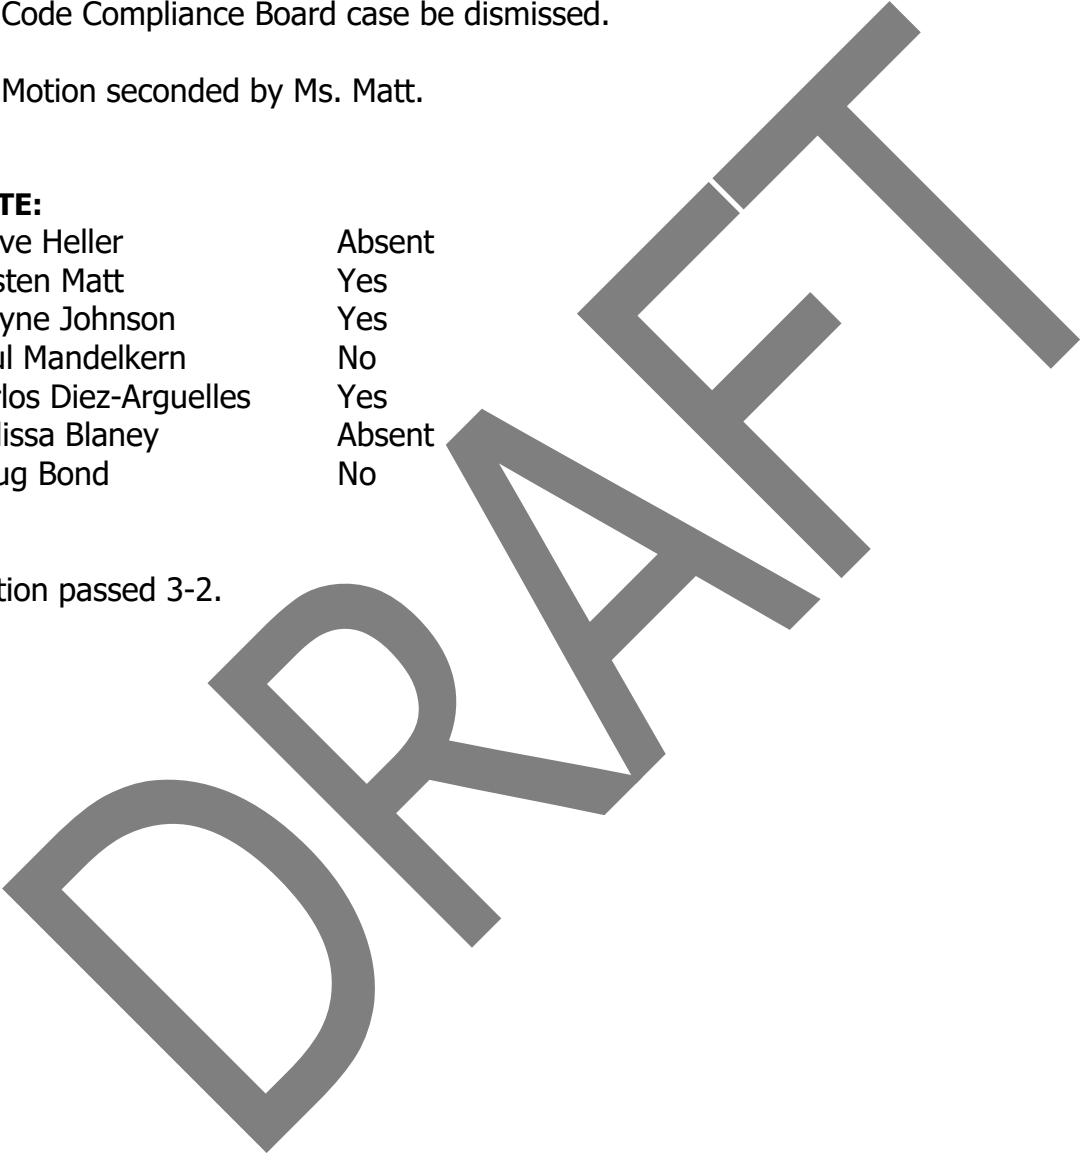 Code Compliance Board case be dismissed.
Motion seconded by Ms. Matt.
TE:
ve Heller Absent
sten Matt Yes
yne Johnson Yes
ul Mandelkern No
rlos Diez-Arguelles Yes
lissa Blaney Absent
ug Bond No
tion passed 3-2.
DRAFT